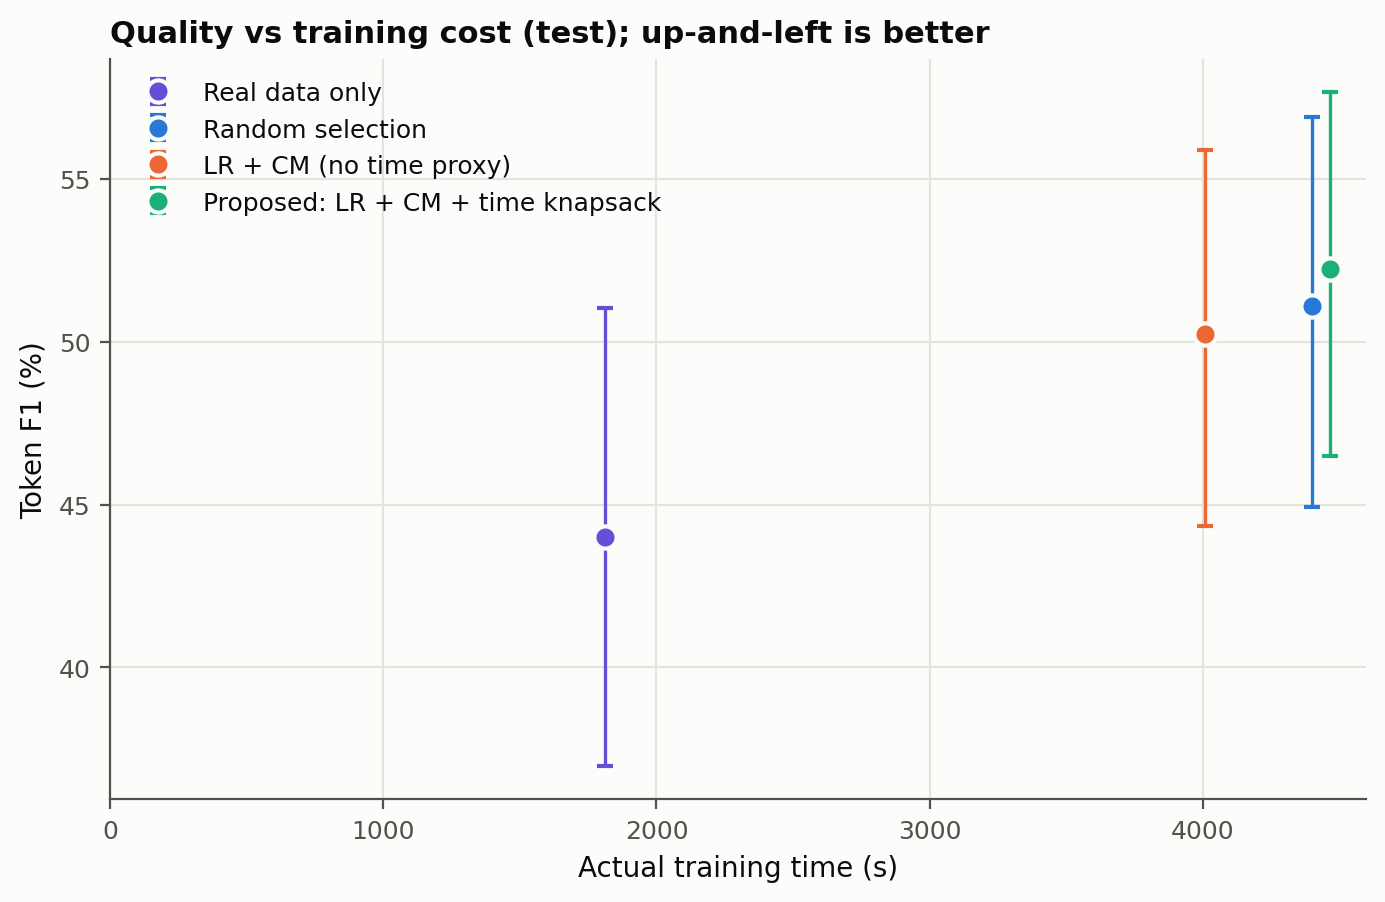 Quality vs training cost (test); up-and-left is better
Real data only
Random selection
LR + CM (no time proxy)
Proposed: LR + CM + time knapsack
55
50
45
40
Token F1 (%)
0 1000 2000 3000 4000
Actual training time (s)